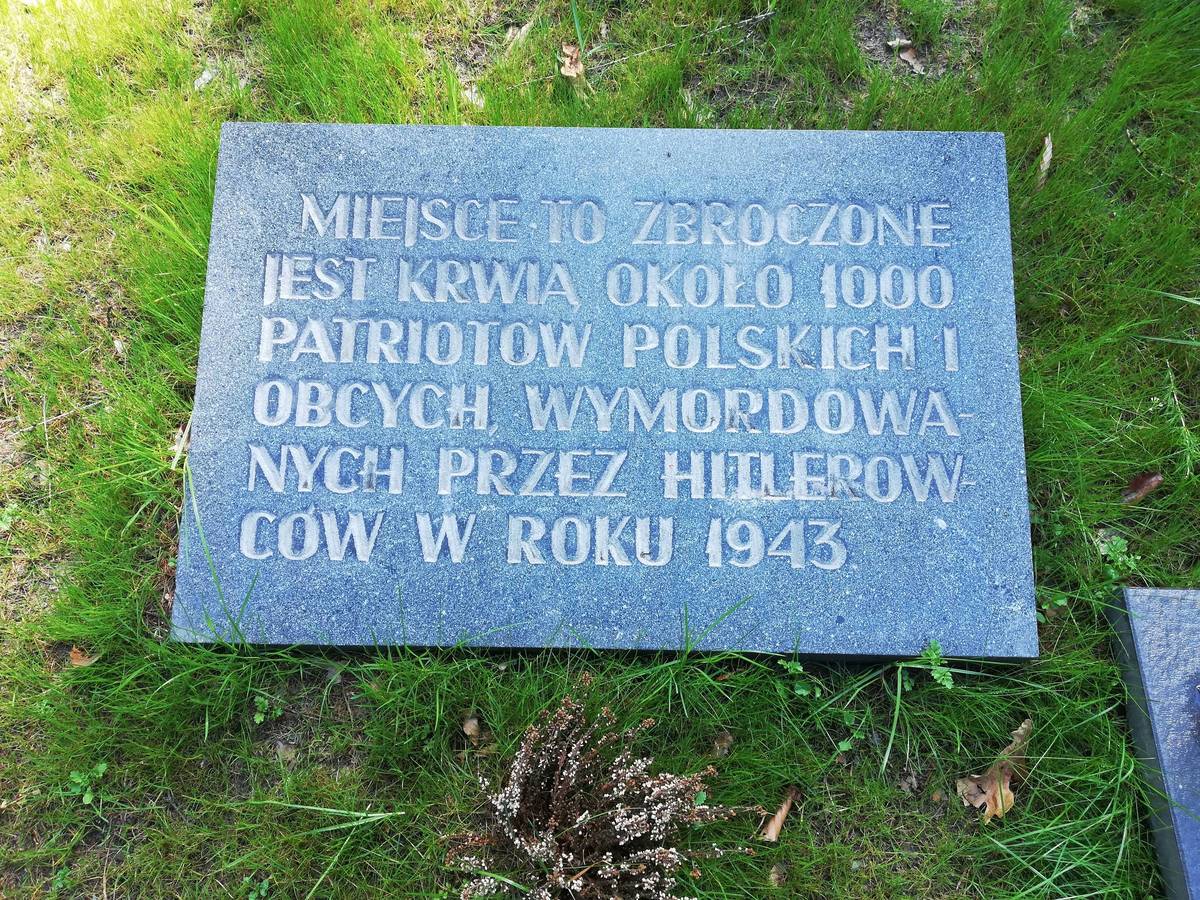 MIEJSCE TO ZBROCZONE
JEST KRWIĄ OKOŁO 1000
PATRIOTÓW POLSKICH I
OBCYCH, WYMORDOWA-
NYCH PRZEZ HITLEROW-
CÓW W ROKU 1943